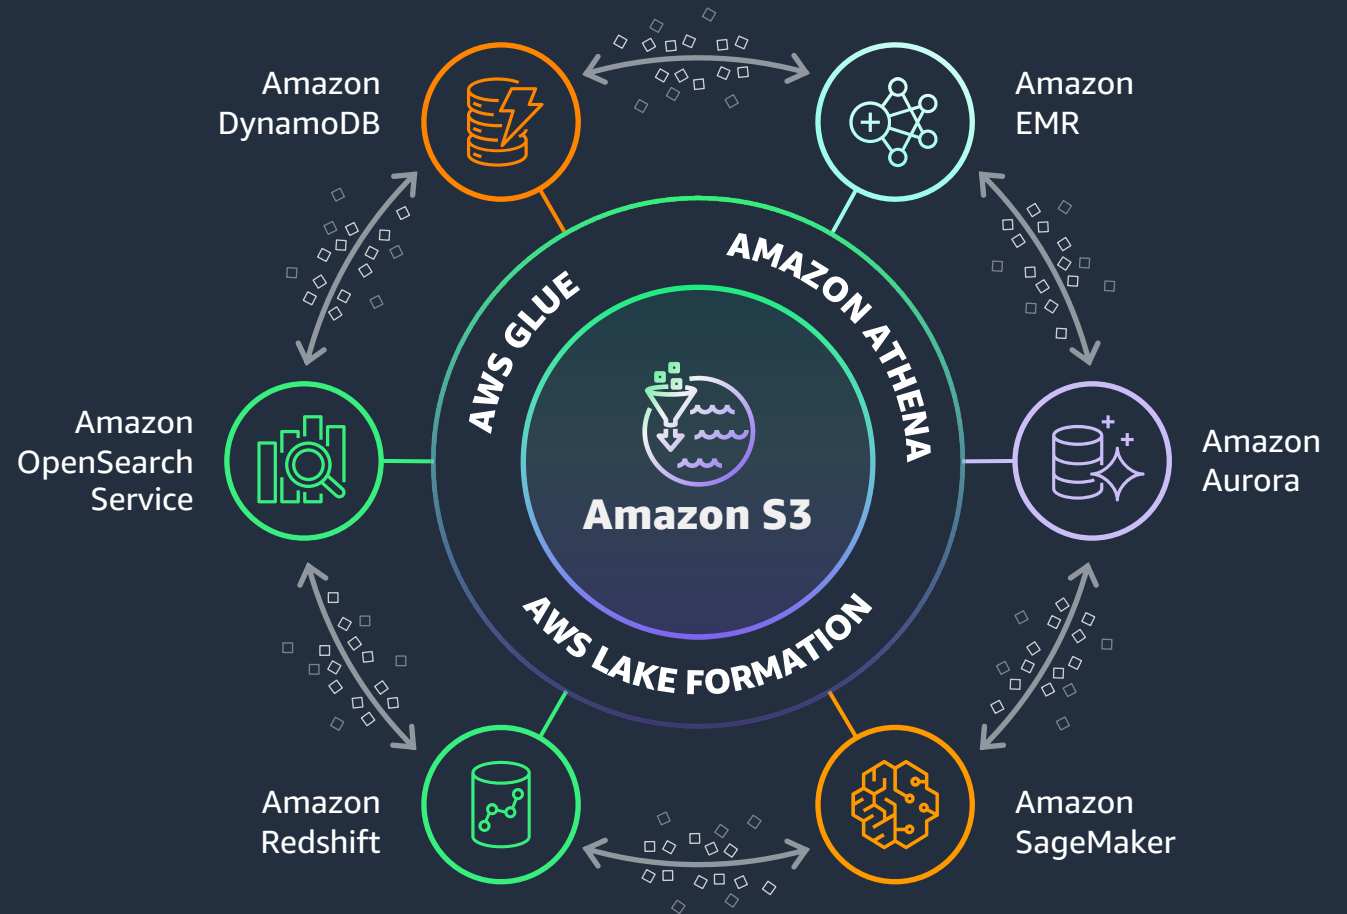 Amazon
DynamoDB
Amazon
EMR
AWS GLUE
AMAZON ATHENA
Amazon
OpenSearch
Service
Amazon S3
Amazon
Aurora
AWS LAKE FORMATION
Amazon
Redshift
Amazon
SageMaker